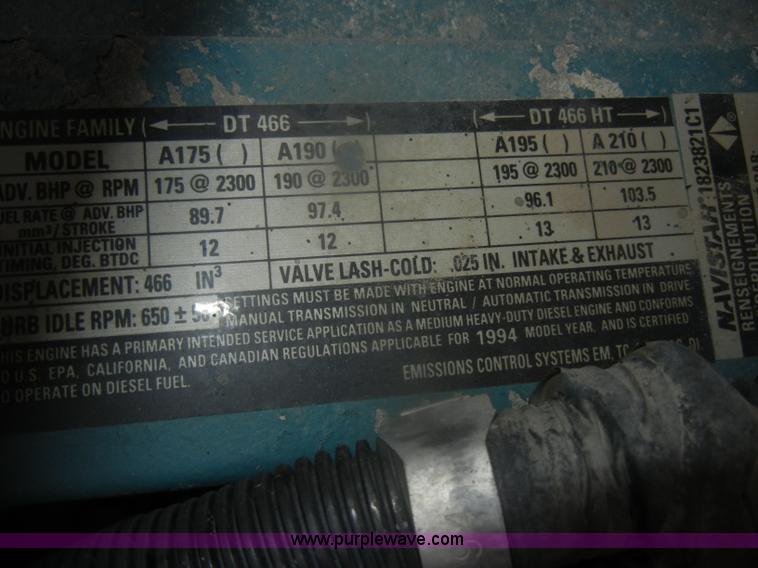 ENGINE FAMILY ( DT 466 ) ( DT 466 HT )
MODEL A175 ( ) A190 ( A195 ( ) A 210 ( )
ADV. BHP @ RPM 175 @ 2300 190 @ 2300 195 @ 2300 210 @ 2300
FUEL RATE @ ADV. BHP mm³/STROKE 89.7 97.4 96.1 103.5
INITIAL INJECTION TIMING, DEG. BTDC 12 12 13 13
DISPLACEMENT: 466 IN³ VALVE LASH-COLD: .025 IN. INTAKE & EXHAUST
CURB IDLE RPM: 650 ±
SETTINGS MUST BE MADE WITH ENGINE AT NORMAL OPERATING TEMPERATURE
MANUAL TRANSMISSION IN NEUTRAL / AUTOMATIC TRANSMISSION IN DRIVE
THIS ENGINE HAS A PRIMARY INTENDED SERVICE APPLICATION AS A MEDIUM HEAVY-DUTY DIESEL ENGINE AND CONFORMS
TO U.S. EPA, CALIFORNIA, AND CANADIAN REGULATIONS APPLICABLE FOR 1994 MODEL YEAR, AND IS CERTIFIED
TO OPERATE ON DIESEL FUEL.
EMISSIONS CONTROL SYSTEMS EM, DI
NAVISTAR 1823821C1
RENSEIGNEMENTS
www.purplewave.com